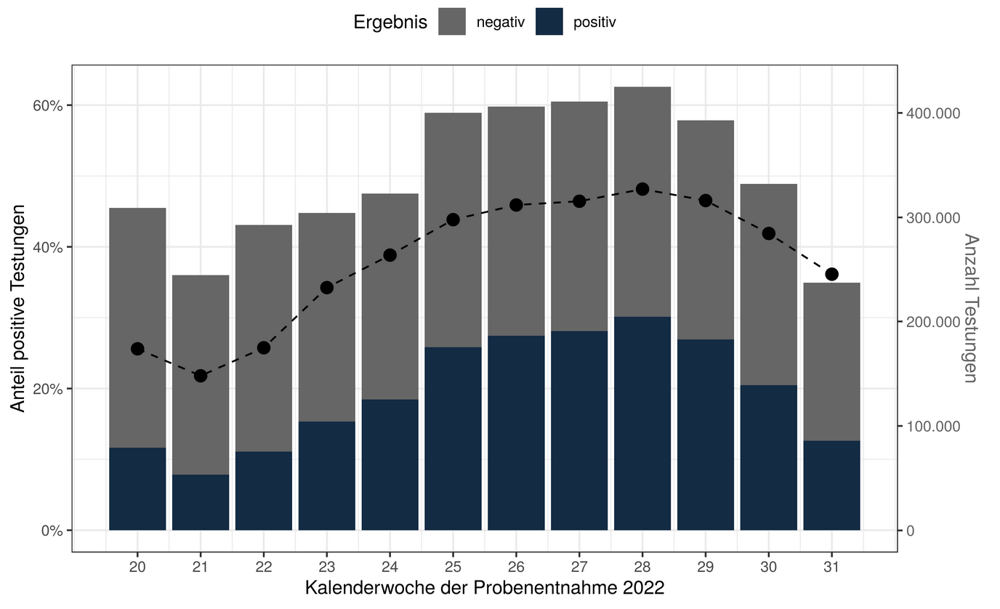 Ergebnis negativ positiv
Anteil positive Testungen
60%
40%
20%
0%
400.000
300.000
200.000
100.000
0
Anzahl Testungen
20 21 22 23 24 25 26 27 28 29 30 31
Kalenderwoche der Probenentnahme 2022